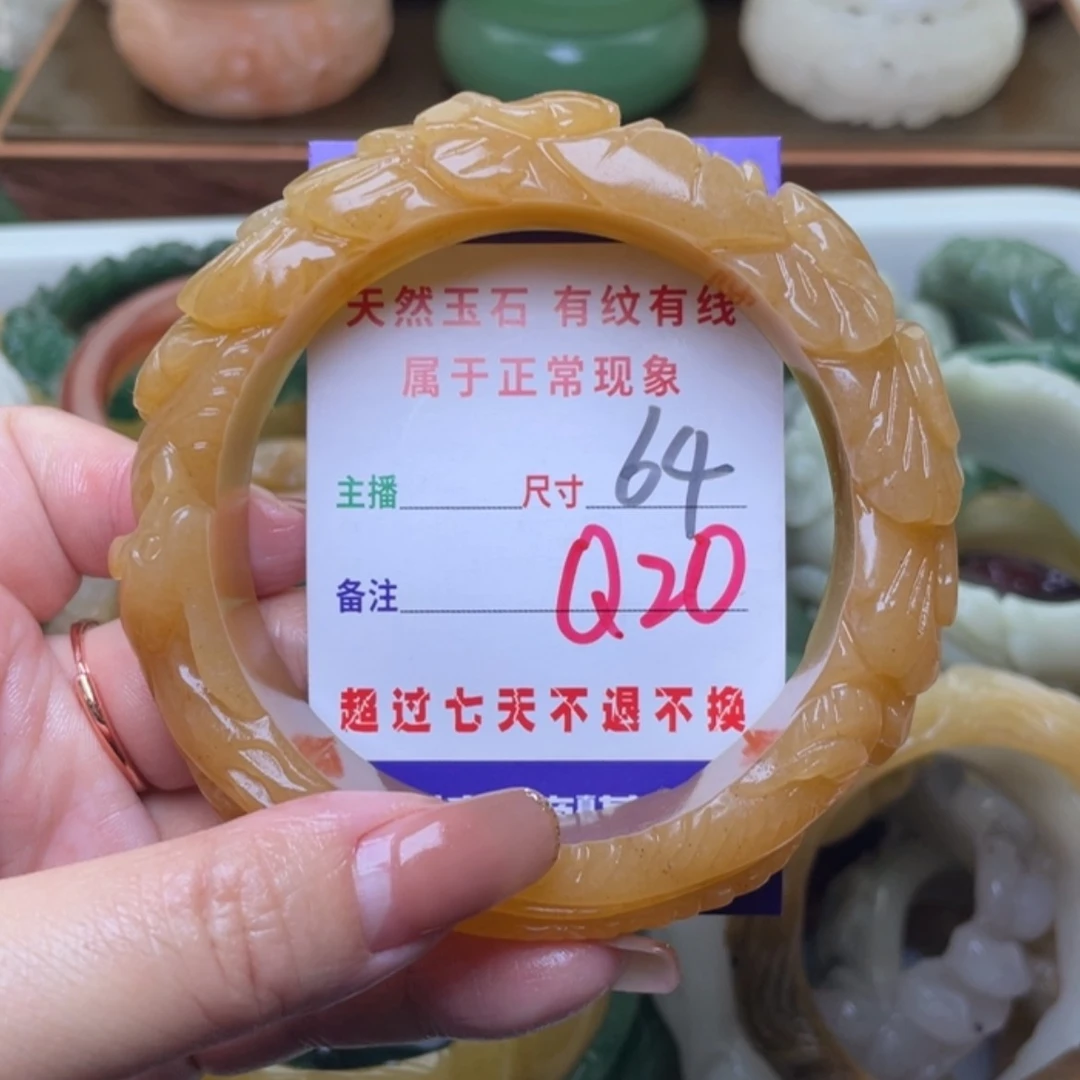 天然玉石 有纹有线
属于正常现象
主播 尺寸 64
备注 Q20
超过七天不退不换